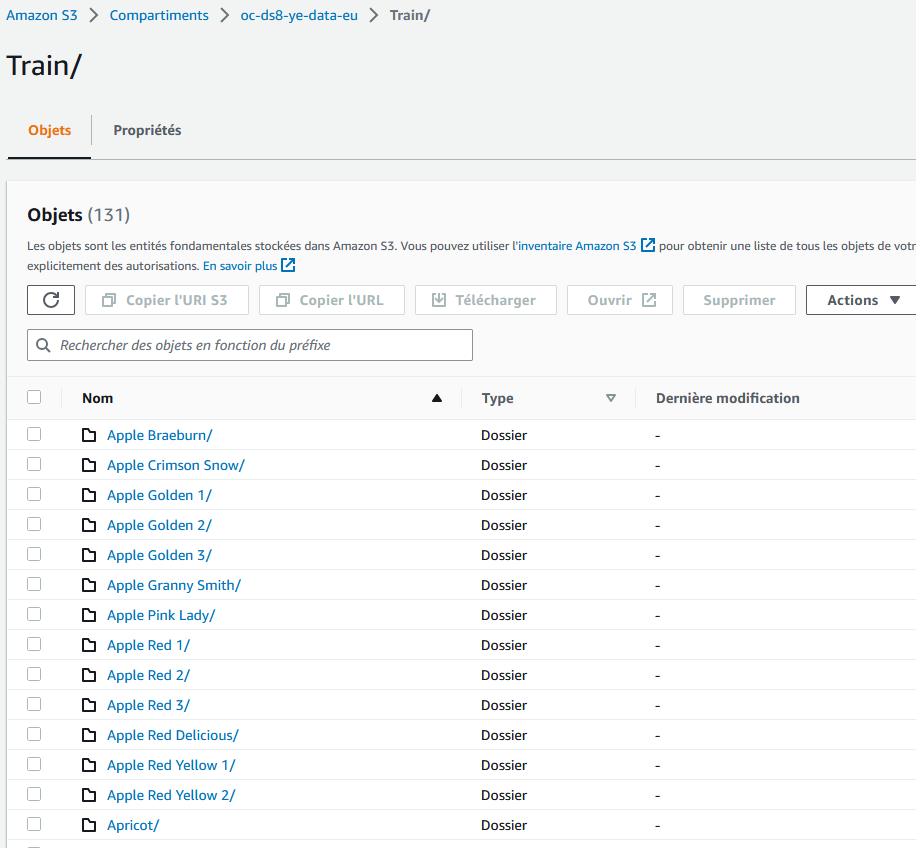 Amazon S3 > Compartiments > oc-ds8-ye-data-eu > Train/
Train/
Objets Propriétés
Objets (131)
Les objets sont les entités fondamentales stockées dans Amazon S3. Vous pouvez utiliser l'inventaire Amazon S3 pour obtenir une liste de tous les objets de votr
explicitement des autorisations. En savoir plus
Copier l'URI S3 Copier l'URL Télécharger Ouvrir Supprimer Actions
Rechercher des objets en fonction du préfixe
Nom Type Dernière modification
Apple Braeburn/ Dossier -
Apple Crimson Snow/ Dossier -
Apple Golden 1/ Dossier -
Apple Golden 2/ Dossier -
Apple Golden 3/ Dossier -
Apple Granny Smith/ Dossier -
Apple Pink Lady/ Dossier -
Apple Red 1/ Dossier -
Apple Red 2/ Dossier -
Apple Red 3/ Dossier -
Apple Red Delicious/ Dossier -
Apple Red Yellow 1/ Dossier -
Apple Red Yellow 2/ Dossier -
Apricot/ Dossier -